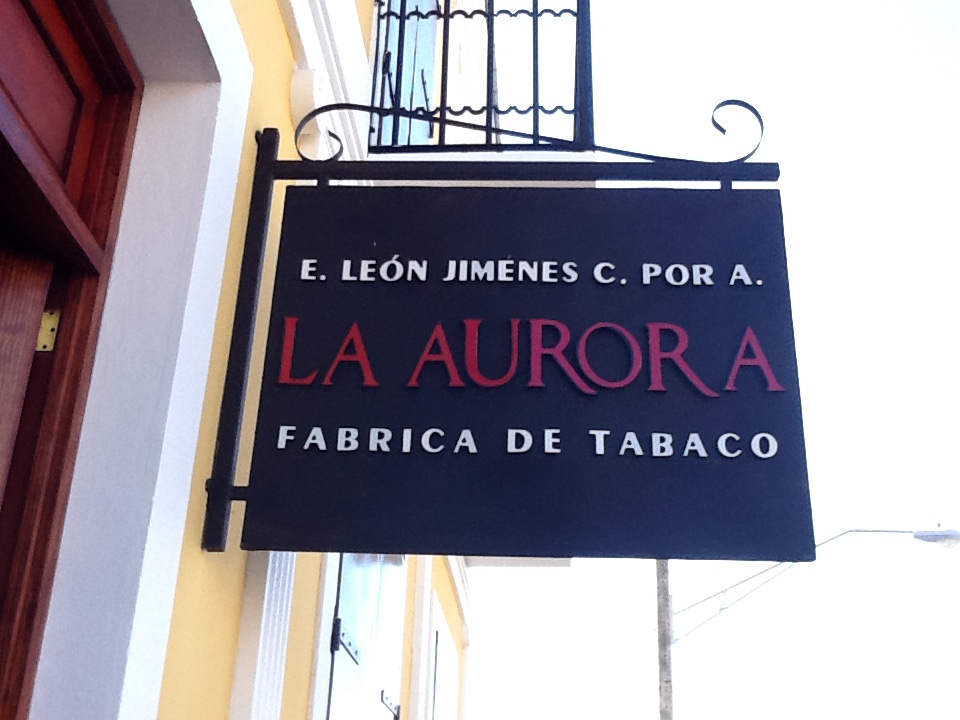 E. LEÓN JIMÉNES C. POR A.
LA AURORA
FABRICA DE TABACO